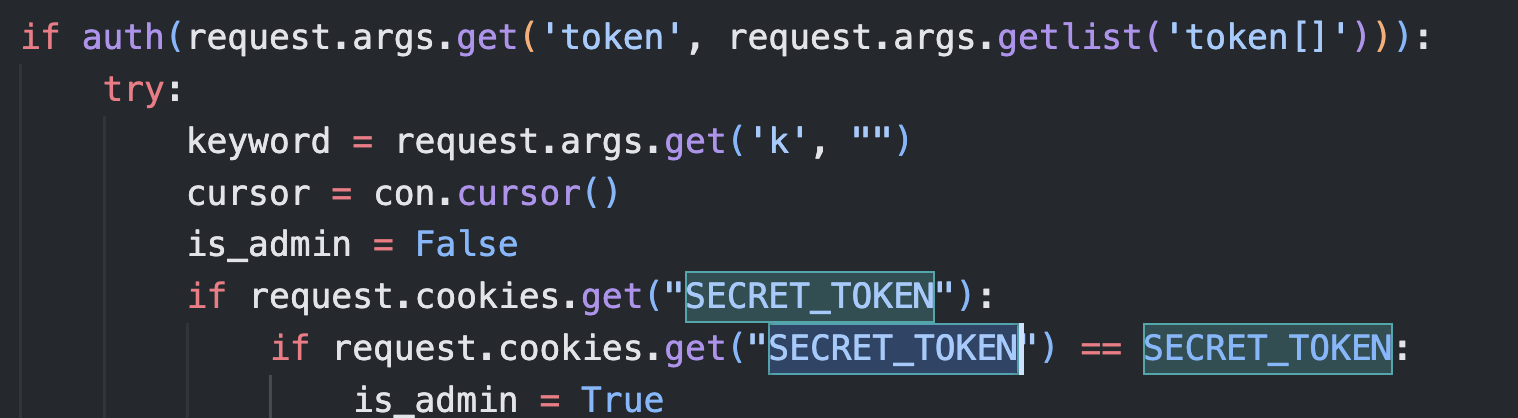 if auth(request.args.get('token', request.args.getlist('token[]'))):
try:
keyword = request.args.get('k', "")
cursor = con.cursor()
is_admin = False
if request.cookies.get("SECRET_TOKEN"):
if request.cookies.get("SECRET_TOKEN") == SECRET_TOKEN:
is_admin = True